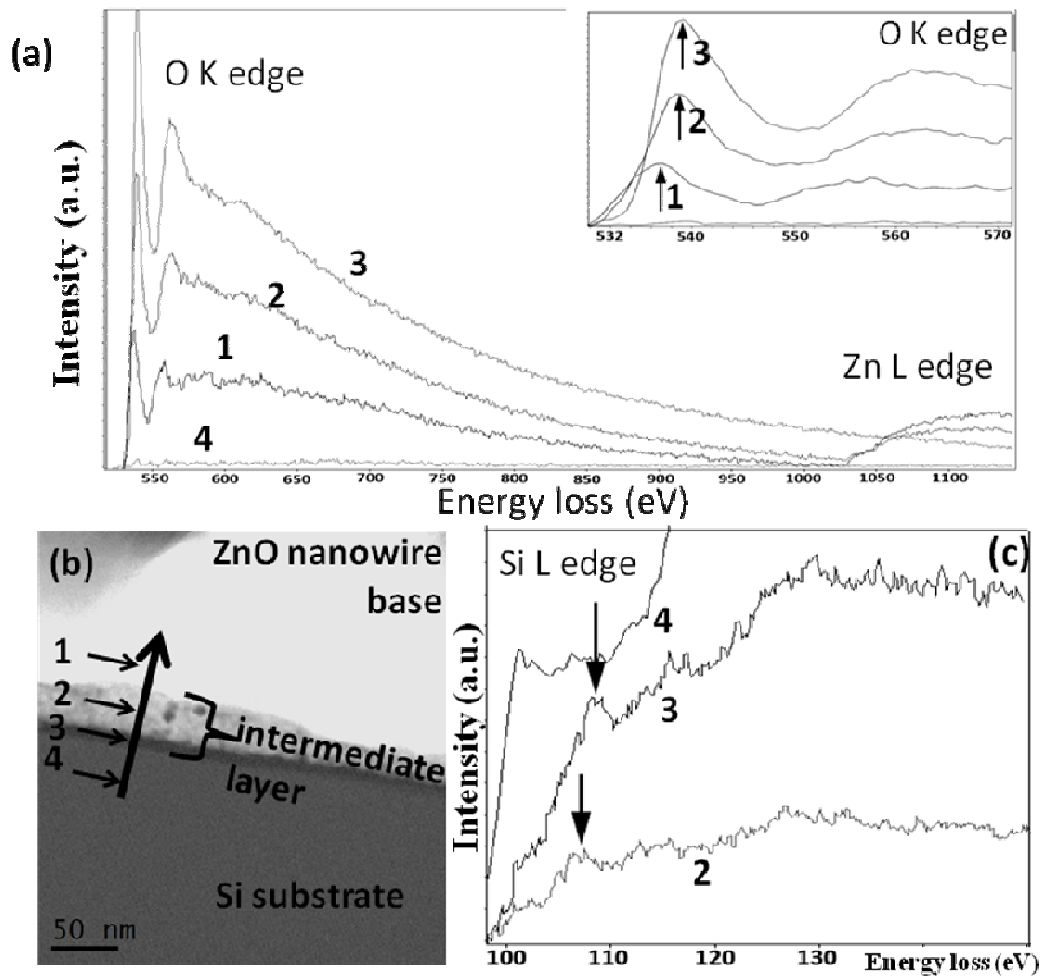 (a)
O K edge
O K edge
3
2
1
532 540 550 560 570
3
2
1
4
Zn L edge
Intensity (a.u.)
550 600 650 700 750 800 850 900 950 1000 1050 1100
Energy loss (eV)
(b)
ZnO nanowire
base
1
2
3
4
intermediate
layer
Si substrate
50 nm
(c)
Si L edge
4
3
2
Intensity (a.u.)
100 110 120 130
Energy loss (eV)